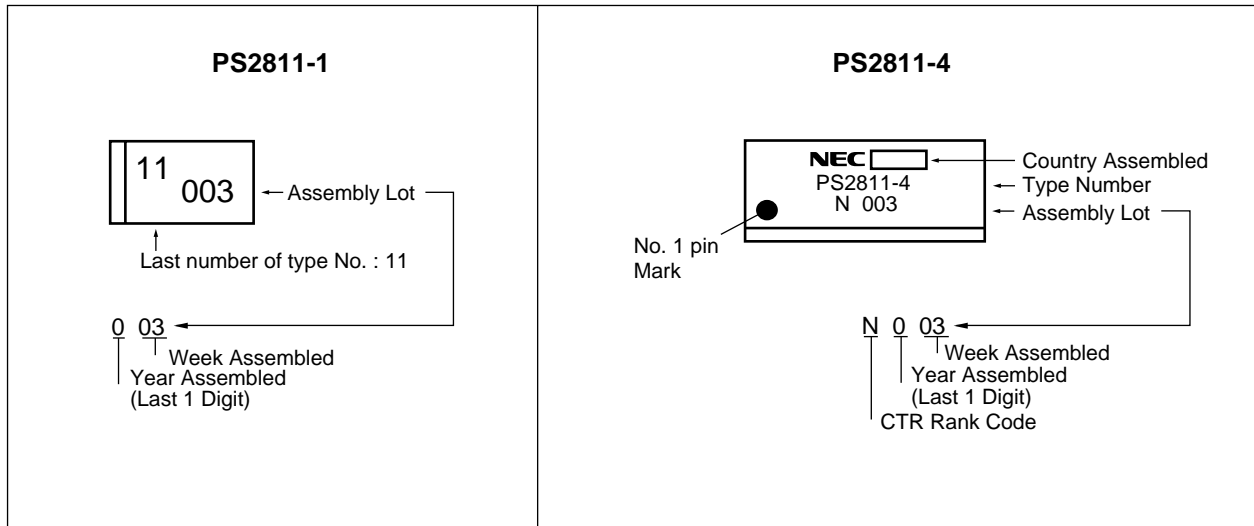 PS2811-1
11
003
Assembly Lot
Last number of type No. : 11
0 03
Week Assembled
Year Assembled
(Last 1 Digit)
PS2811-4
NEC
Country Assembled
PS2811-4
Type Number
N 003
Assembly Lot
No. 1 pin
Mark
N 0 03
Week Assembled
Year Assembled
(Last 1 Digit)
CTR Rank Code